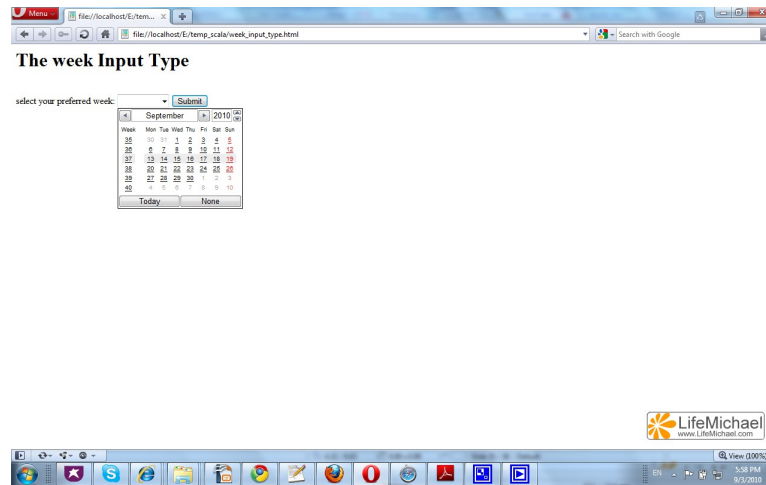 Menu
file://localhost/E:/tem...
file://localhost/E:/temp_scala/week_input_type.html
Search with Google
The week Input Type
select your preferred week:
Submit
September 2010
Week Mon Tue Wed Thu Fri Sat Sun
35 30 31 1 2 3 4 5
36 6 7 8 9 10 11 12
37 13 14 15 16 17 18 19
38 20 21 22 23 24 25 26
39 27 28 29 30 1 2 3
40 4 5 6 7 8 9 10
Today None
LifeMichael
www.LifeMichael.com
View (100%)
EN
5:58 PM
9/3/2010